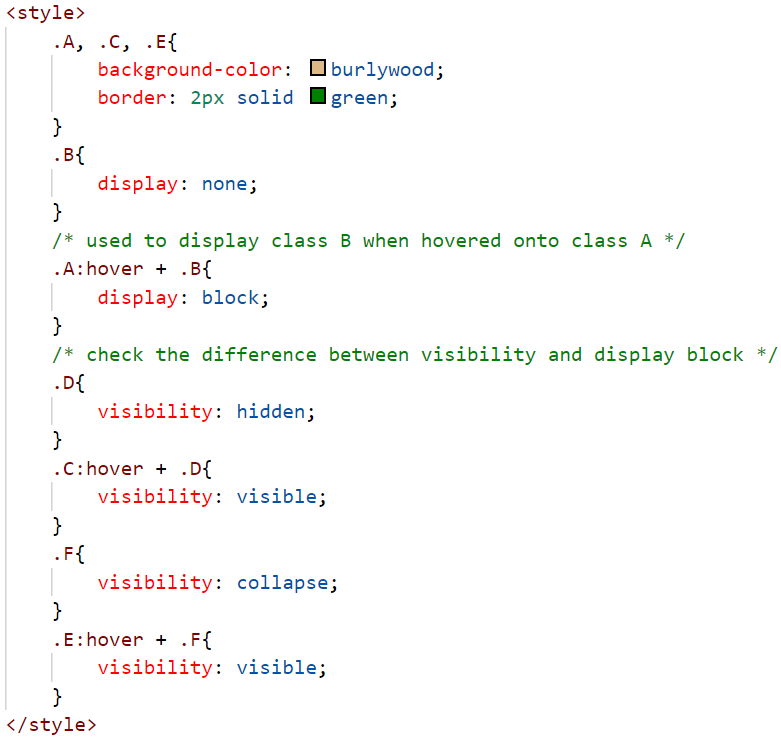 <style>
    .A, .C, .E{
        background-color: burlywood;
        border: 2px solid green;
    }
    .B{
        display: none;
    }
    /* used to display class B when hovered onto class A */
    .A:hover + .B{
        display: block;
    }
    /* check the difference between visibility and display block */
    .D{
        visibility: hidden;
    }
    .C:hover + .D{
        visibility: visible;
    }
    .F{
        visibility: collapse;
    }
    .E:hover + .F{
        visibility: visible;
    }
</style>